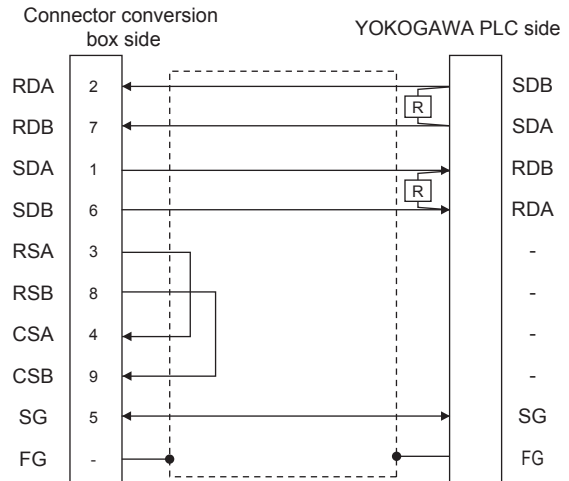 Connector conversion
box side
YOKOGAWA PLC side
RDA 2 SDB
R
RDB 7 SDA
SDA 1 RDB
R
SDB 6 RDA
RSA 3 -
RSB 8 -
CSA 4 -
CSB 9 -
SG 5 SG
FG - FG